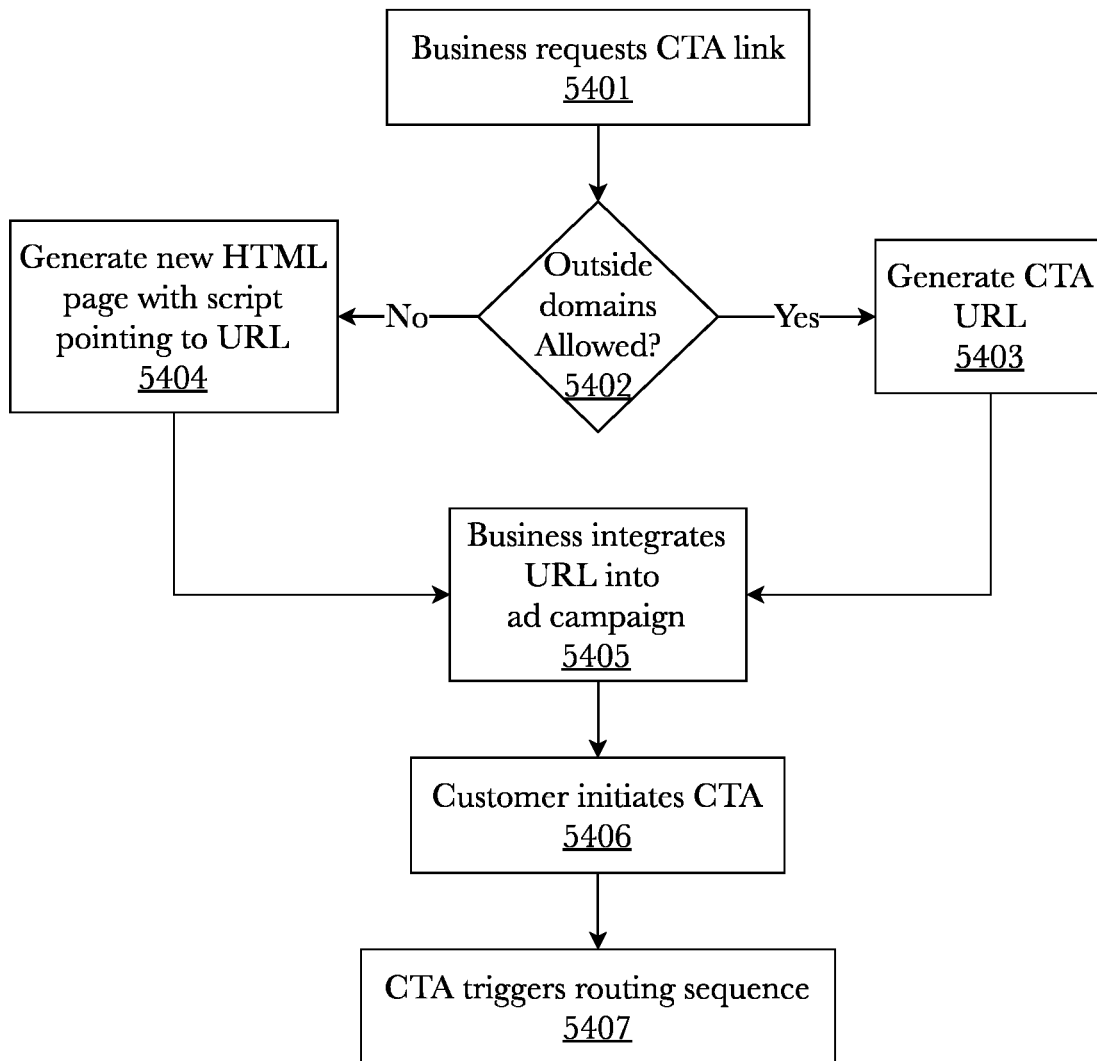 Business requests CTA link
5401
Generate new HTML
page with script
pointing to URL
5404
No
Outside
domains
Allowed?
5402
Yes
Generate CTA
URL
5403
Business integrates
URL into
ad campaign
5405
Customer initiates CTA
5406
CTA triggers routing sequence
5407